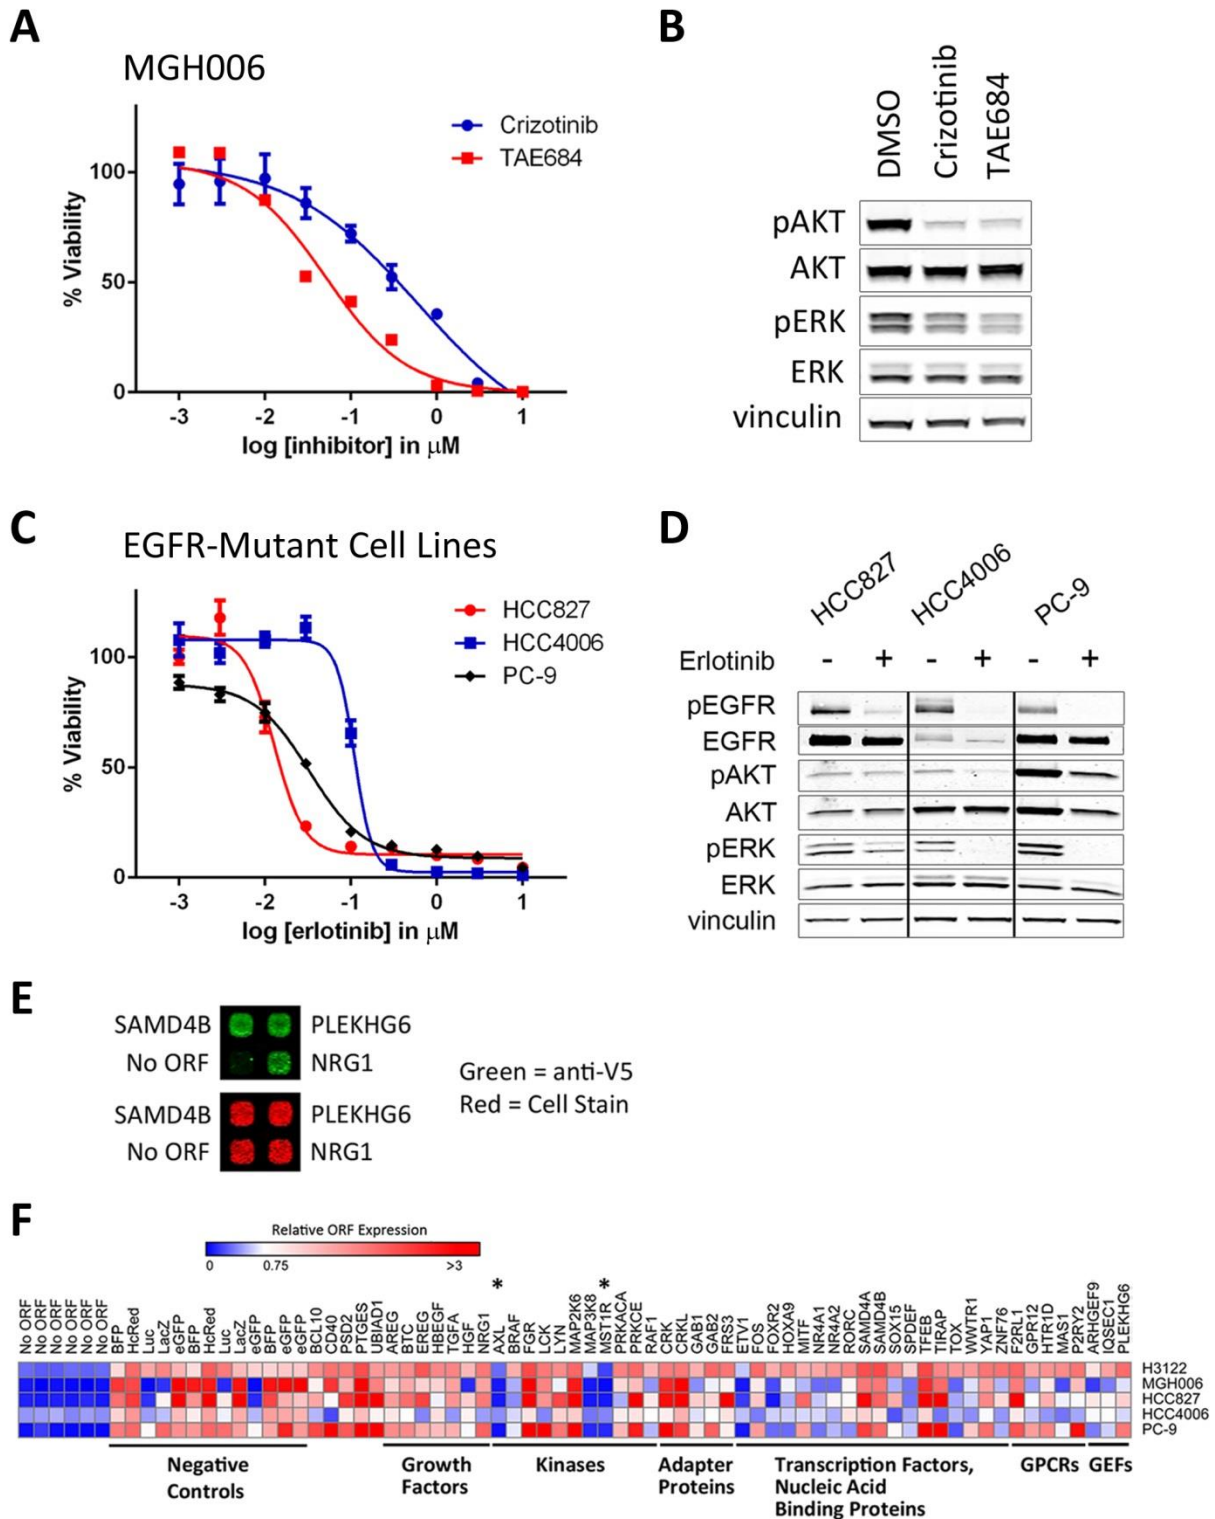 A
MGH006
Crizotinib
TAE684
% Viability
100
50
0
-3 -2 -1 0 1
log [inhibitor] in µM
B
DMSO
Crizotinib
TAE684
pAKT
AKT
pERK
ERK
vinculin
C
EGFR-Mutant Cell Lines
HCC827
HCC4006
PC-9
% Viability
100
50
0
-3 -2 -1 0 1
log [erlotinib] in µM
D
HCC827 HCC4006 PC-9
Erlotinib - + - + - +
pEGFR
EGFR
pAKT
AKT
pERK
ERK
vinculin
E
SAMD4B PLEKHG6
No ORF NRG1
SAMD4B PLEKHG6
No ORF NRG1
Green = anti-V5
Red = Cell Stain
F
Relative ORF Expression
0 0.75 >3
* *
No ORF
No ORF
No ORF
No ORF
No ORF
No ORF
BFP
HcRed
Luc
LacZ
eGFP
BFP
HcRed
Luc
LacZ
eGFP
BFP
eGFP
eGFP
BCL10
CD40
PSD2
PTGES
UBIAD1
AREG
BTC
EREG
HBEGF
TGFA
HGF
NRG1
AXL
BRAF
FGR
LCK
LYN
MAP2K6
MAP3K8
MST1R
PRKACA
PRKCE
RAF1
CRK
CRKL
GAB1
GAB2
FRS3
ETV1
FOS
FOXR2
HOXA9
MITF
NR4A1
NR4A2
RORC
SAMD4A
SAMD4B
SOX15
SPDEF
TFEB
TIRAP
TOX
WWTR1
YAP1
ZNF76
F2RL1
GPR12
HTR1D
MAS1
P2RY2
ARHGEF9
IQSEC1
PLEKHG6
H3122
MGH006
HCC827
HCC4006
PC-9
Negative
Controls
Growth
Factors
Kinases
Adapter
Proteins
Transcription Factors,
Nucleic Acid
Binding Proteins
GPCRs
GEFs